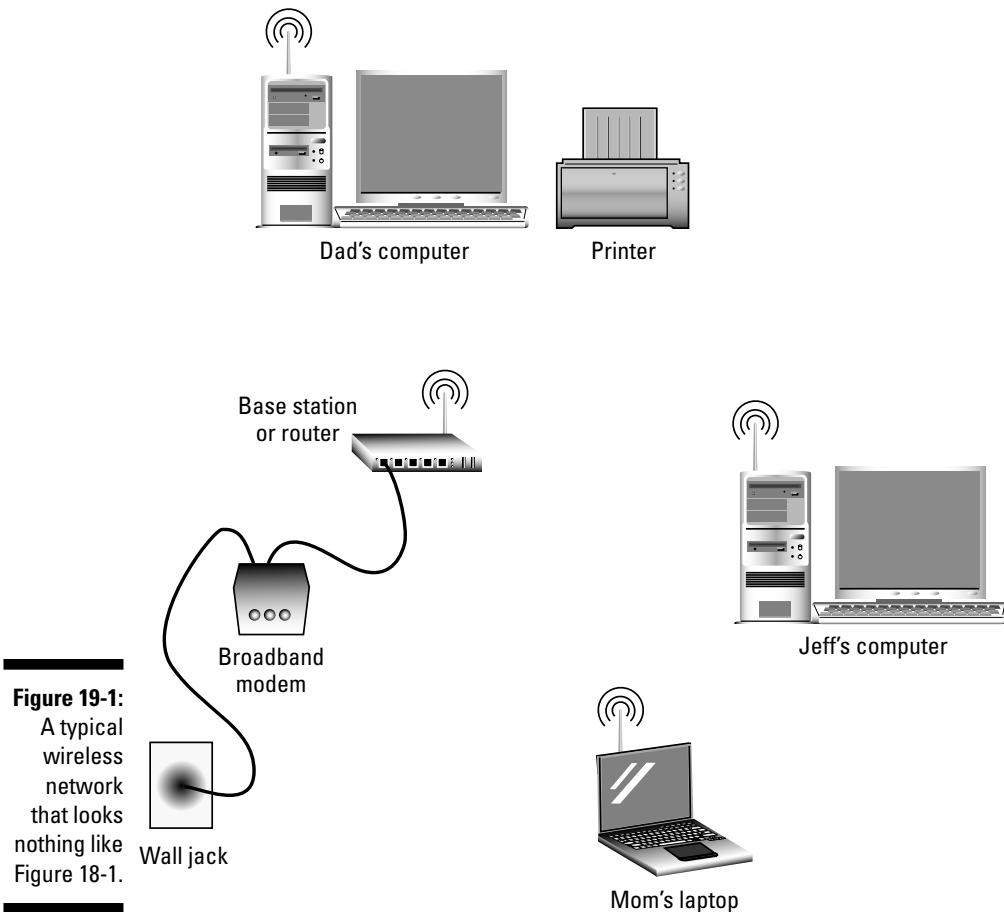 Dad's computer
Printer
Base station
or router
Broadband
modem
Jeff's computer
Figure 19-1:
A typical
wireless
network
that looks
nothing like
Figure 18-1.
Wall jack
Mom's laptop